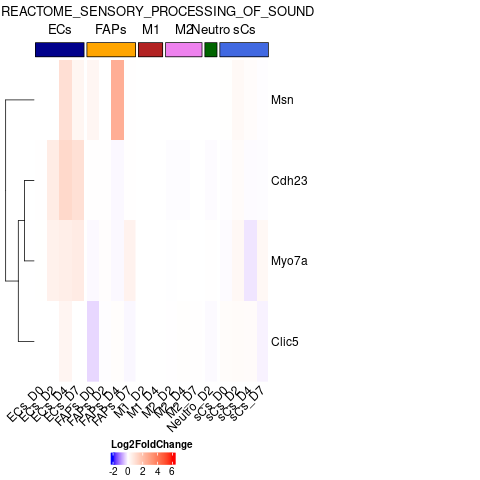 REACTOME_SENSORY_PROCESSING_OF_SOUND
ECs FAPs M1 M2 Neutro sCs
Msn
Cdh23
Myo7a
Clic5
ECs_D0 ECs_D2 ECs_D4 ECs_D7 FAPs_D0 FAPs_D2 FAPs_D4 FAPs_D7 M1_D2 M1_D4 M2_D2 M2_D4 M2_D7 Neutro_D2 sCs_D0 sCs_D2 sCs_D4 sCs_D7
Log2FoldChange
-2 0 2 4 6